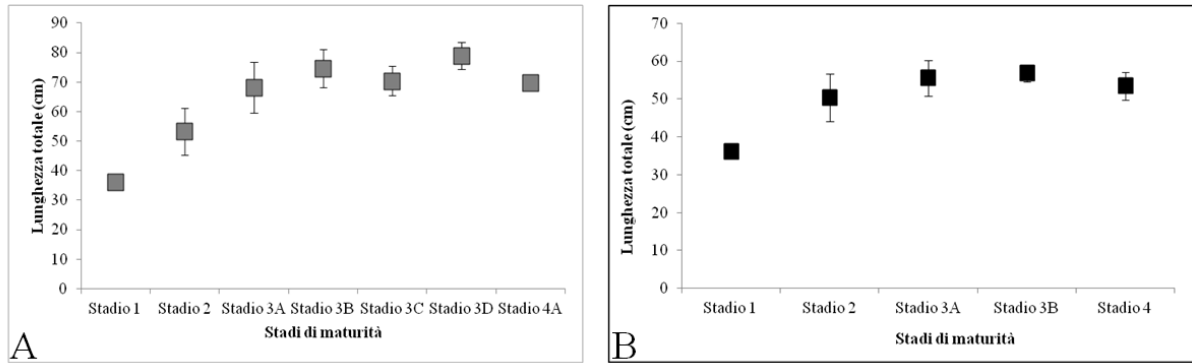 90
80
70
60
50
40
30
20
10
0
Lunghezza totale (cm)
Stadio 1 Stadio 2 Stadio 3A Stadio 3B Stadio 3C Stadio 3D Stadio 4A
Stadi di maturità
A
70
60
50
40
30
20
10
0
Lunghezza totale (cm)
Stadio 1 Stadio 2 Stadio 3A Stadio 3B Stadio 4
Stadi di maturità
B